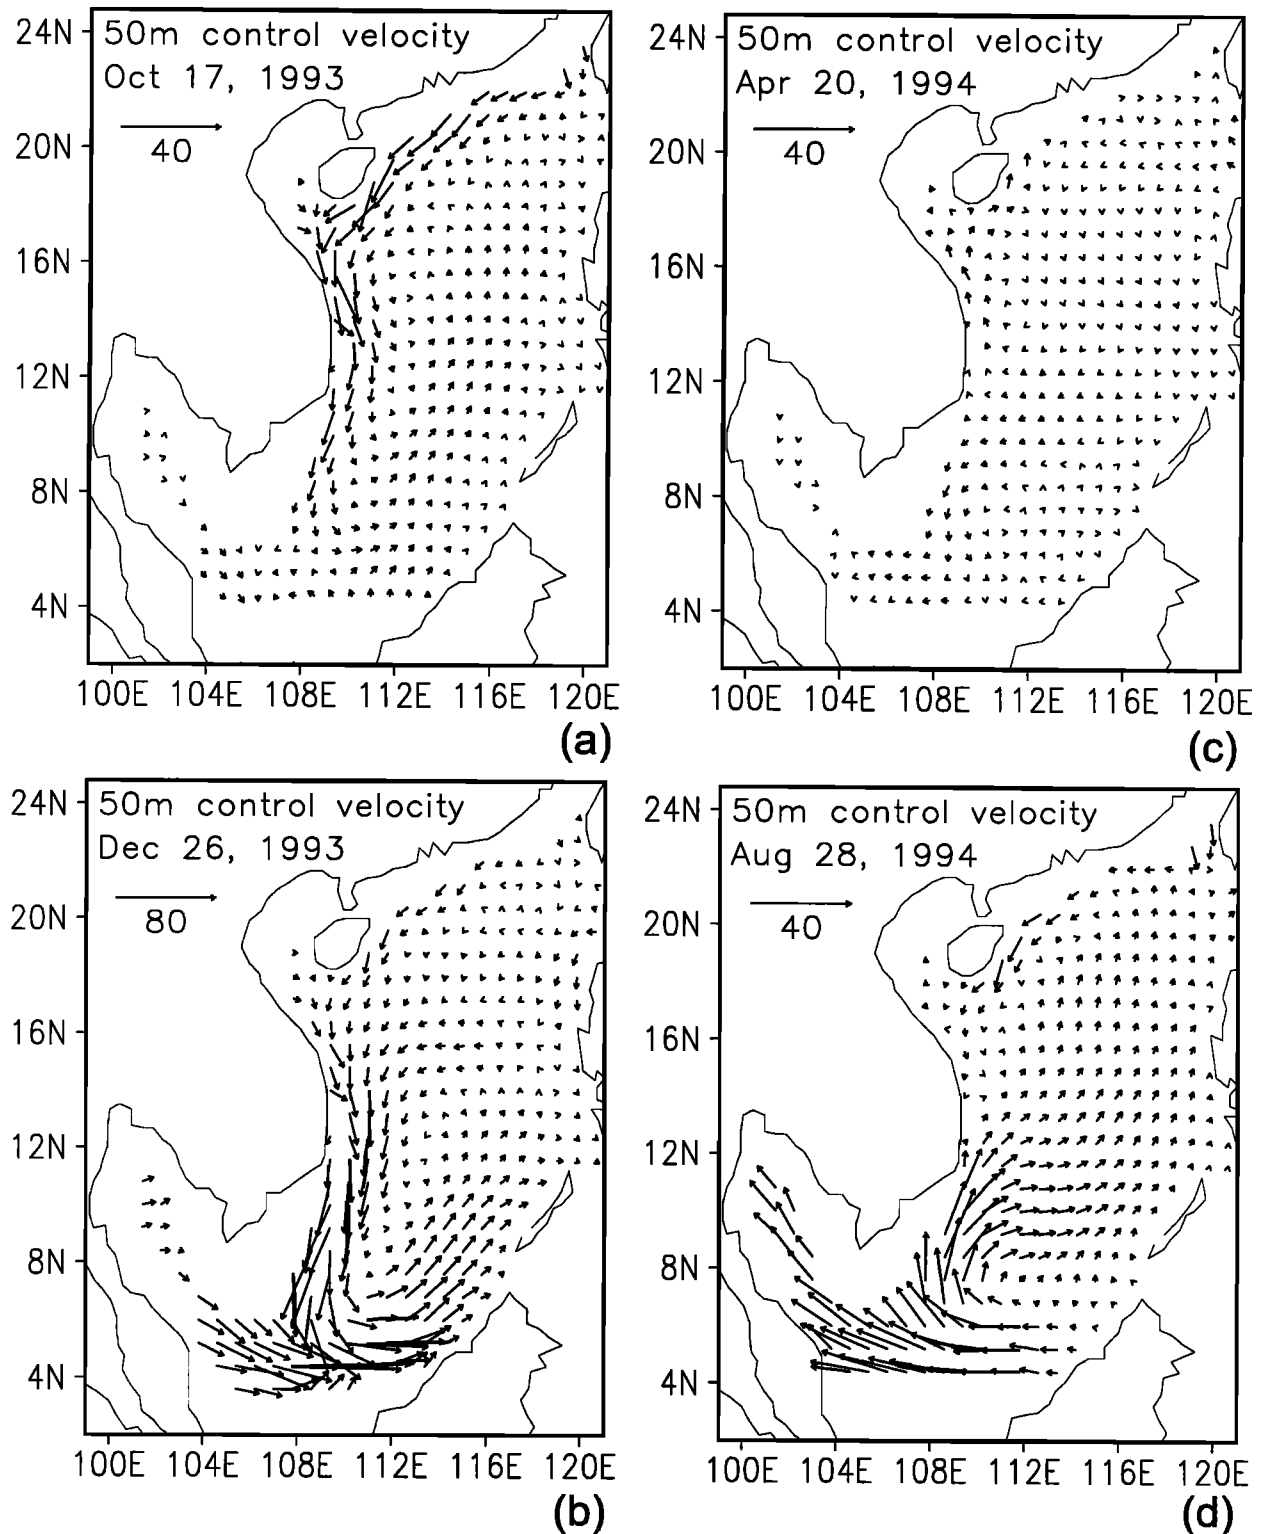 50m control velocity
Oct 17, 1993
40
24N
20N
16N
12N
8N
4N
100E 104E 108E 112E 116E 120E
(a)
50m control velocity
Apr 20, 1994
40
24N
20N
16N
12N
8N
4N
100E 104E 108E 112E 116E 120E
(c)
50m control velocity
Dec 26, 1993
80
24N
20N
16N
12N
8N
4N
100E 104E 108E 112E 116E 120E
(b)
50m control velocity
Aug 28, 1994
40
24N
20N
16N
12N
8N
4N
100E 104E 108E 112E 116E 120E
(d)